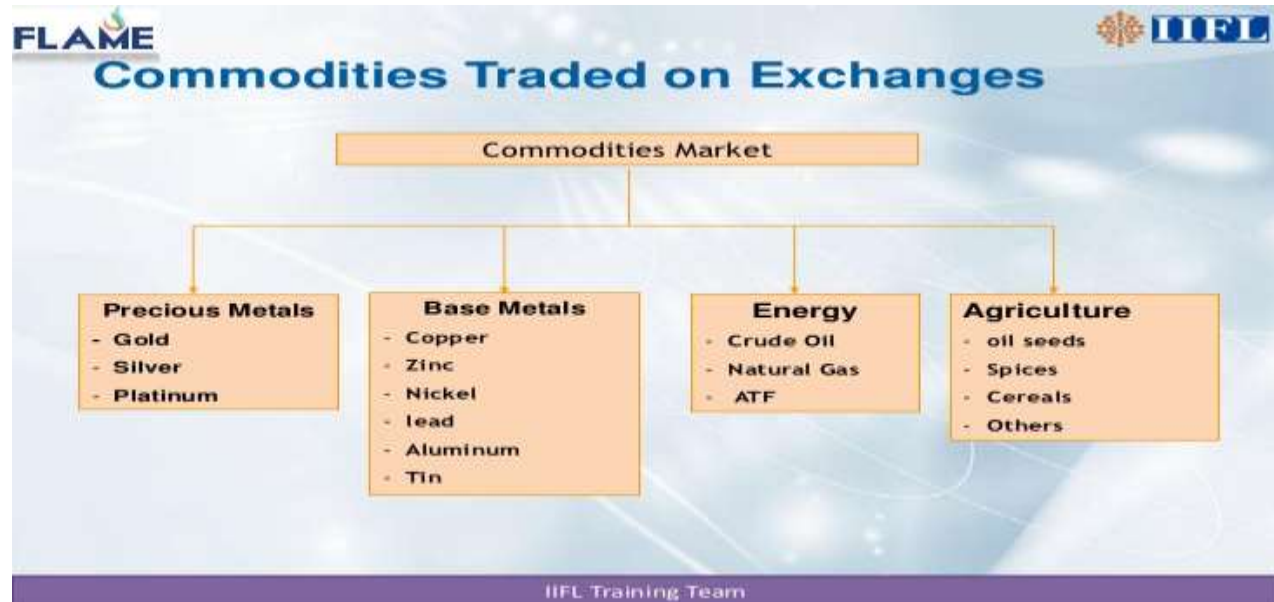 FLAME
IIFL
Commodities Traded on Exchanges
Commodities Market
Precious Metals
- Gold
- Silver
- Platinum
Base Metals
- Copper
- Zinc
- Nickel
- lead
- Aluminum
- Tin
Energy
- Crude Oil
- Natural Gas
- ATF
Agriculture
- oil seeds
- Spices
- Cereals
- Others
IIFL Training Team